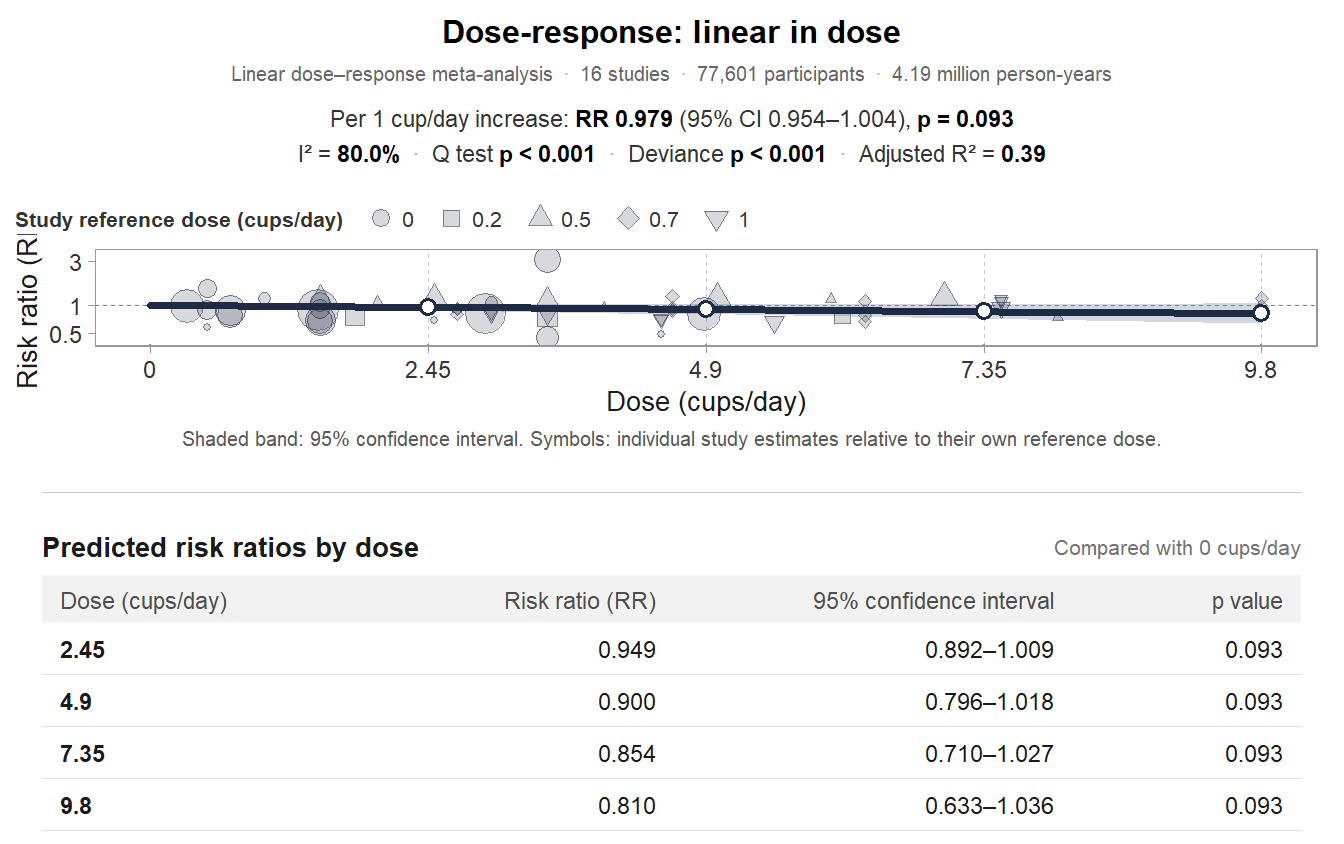 Dose-response: linear in dose
Linear dose–response meta-analysis · 16 studies · 77,601 participants · 4.19 million person-years
Per 1 cup/day increase: RR 0.979 (95% CI 0.954–1.004), p = 0.093
I² = 80.0% · Q test p < 0.001 · Deviance p < 0.001 · Adjusted R² = 0.39
Study reference dose (cups/day) 0 0.2 0.5 0.7 1
Risk ratio (R
3
1
0.5
0 2.45 4.9 7.35 9.8
Dose (cups/day)
Shaded band: 95% confidence interval. Symbols: individual study estimates relative to their own reference dose.
Predicted risk ratios by dose Compared with 0 cups/day
Dose (cups/day) Risk ratio (RR) 95% confidence interval p value
2.45 0.949 0.892–1.009 0.093
4.9 0.900 0.796–1.018 0.093
7.35 0.854 0.710–1.027 0.093
9.8 0.810 0.633–1.036 0.093